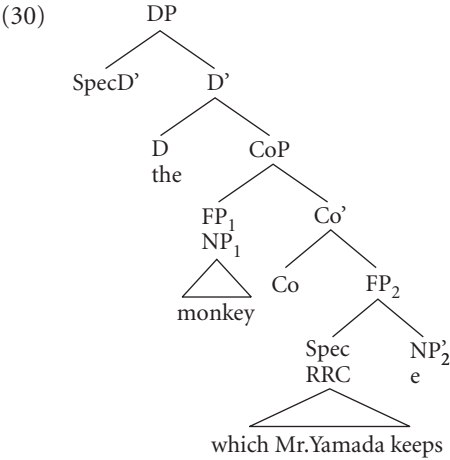 (30)
DP
SpecD’ D’
D CoP
the
FP₁ Co’
NP₁
Co FP₂
monkey
Spec NP’₂
RRC e
which Mr.Yamada keeps